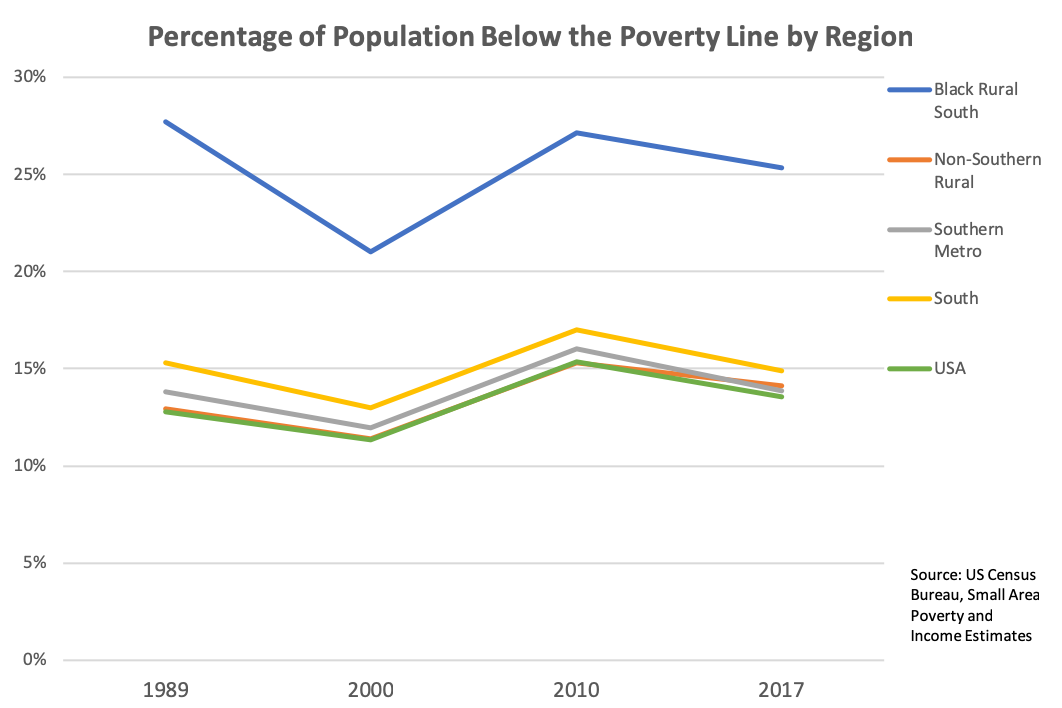 Percentage of Population Below the Poverty Line by Region
30%
25%
20%
15%
10%
5%
0%
1989 2000 2010 2017
Black Rural
South
Non-Southern
Rural
Southern
Metro
South
USA
Source: US Census
Bureau, Small Area
Poverty and
Income Estimates